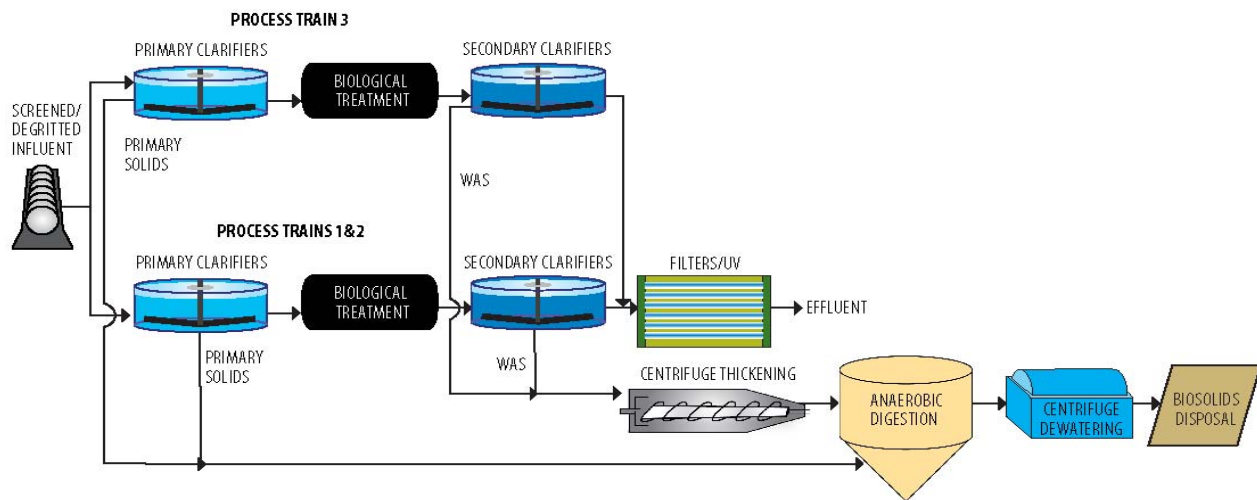 PROCESS TRAIN 3
PRIMARY CLARIFIERS
SECONDARY CLARIFIERS
BIOLOGICAL
TREATMENT
SCREENED/
DEGRITTED
INFLUENT
PRIMARY
SOLIDS
WAS
PROCESS TRAINS 1&2
PRIMARY CLARIFIERS
SECONDARY CLARIFIERS
FILTERS/UV
BIOLOGICAL
TREATMENT
EFFLUENT
PRIMARY
SOLIDS
WAS
CENTRIFUGE THICKENING
ANAEROBIC
DIGESTION
CENTRIFUGE
DEWATERING
BIOSOLIDS
DISPOSAL